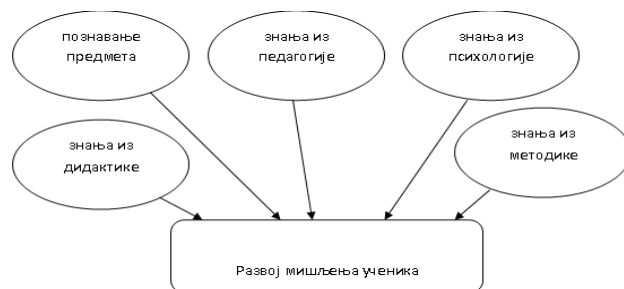 познавање
предмета
знања из
педагогије
знања из
психологије
знања из
дидактике
знања из
методике
Развој мишљења ученика